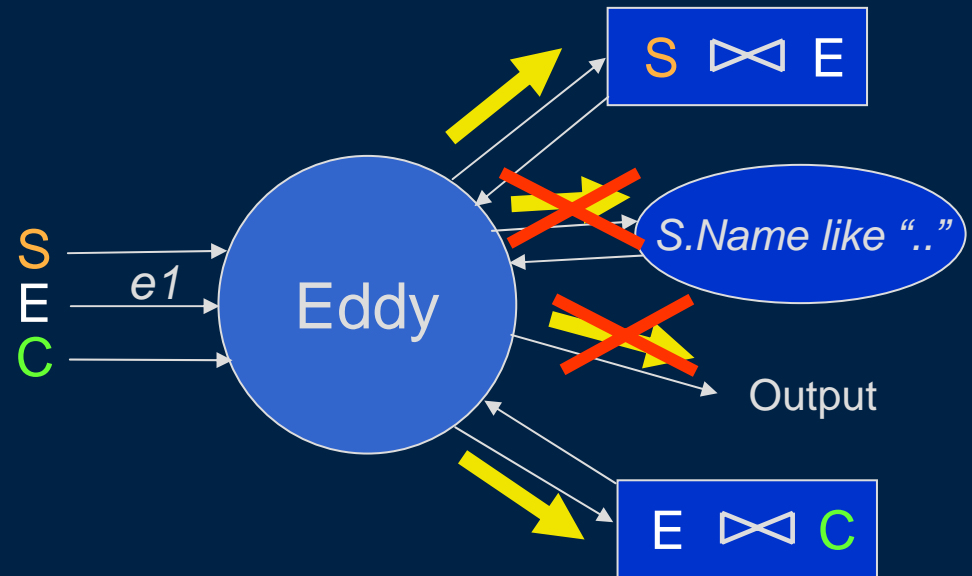 S ⋈ E
S.Name like “..”
S
e1
E
Eddy
C
Output
E ⋈ C